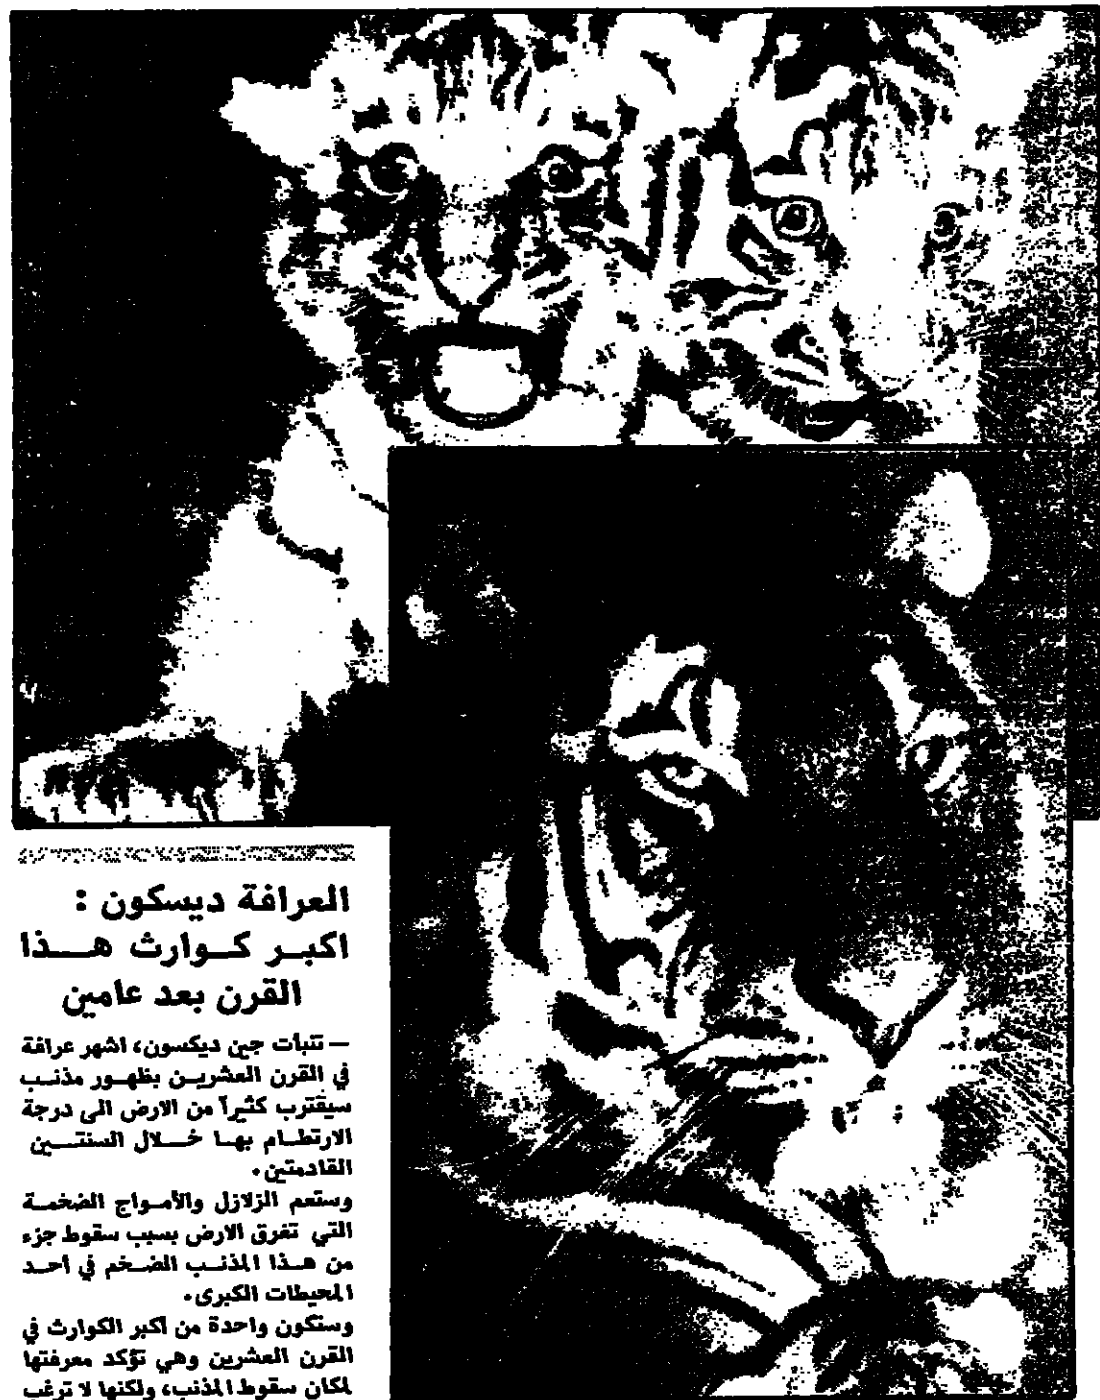 العرافة ديسكون :
اكبر كوارث هذا
القرن بعد عامين
— تنبأت جين ديكسون، اشهر عرافة
في القرن العشرين بظهور مذنب
سيقترب كثيراً من الارض الى درجة
الارتطام بها خلال السنتين
القادمتين.
وستعم الزلازل والأمواج الضخمة
التي تغرق الارض بسبب سقوط جزء
من هذا المذنب الضخم في أحد
المحيطات الكبرى.
وستكون واحدة من أكبر الكوارث في
القرن العشرين وهي تؤكد معرفتها
لمكان سقوط المذنب، ولكنها لا ترغب